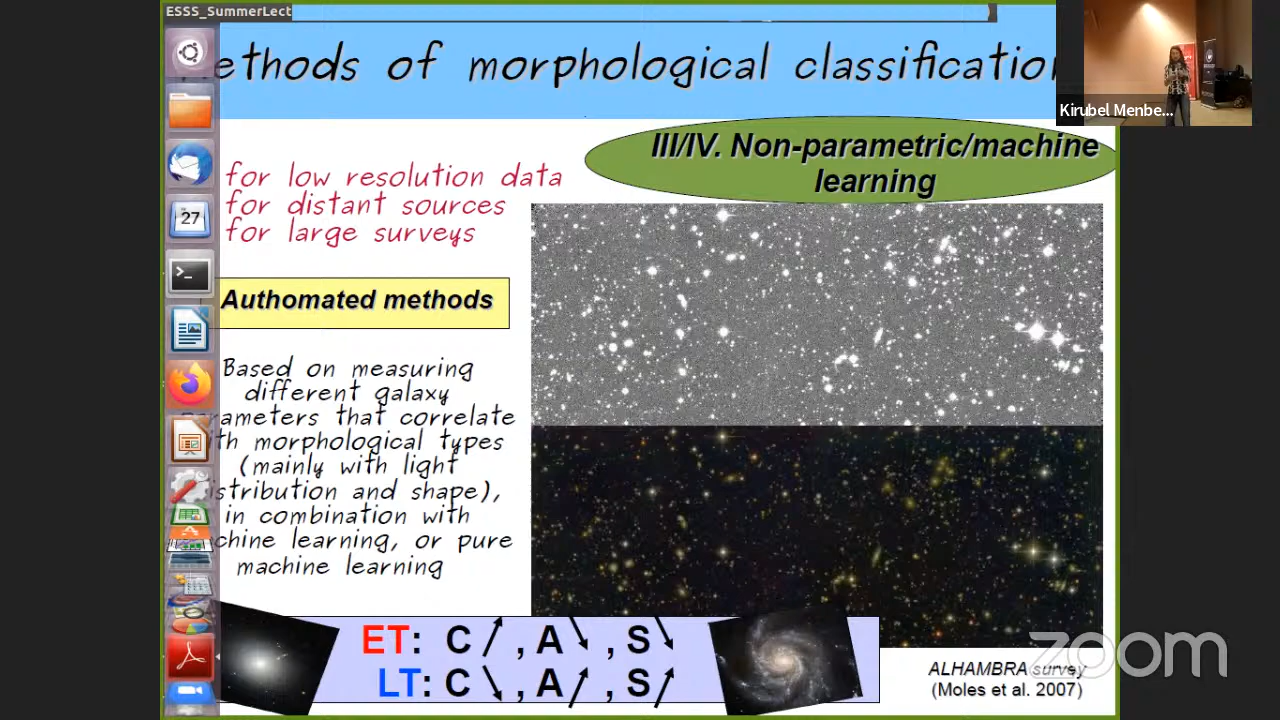 ESSS_SummerLect
ethods of morphological classification
Kirubel Menbe...
III/IV. Non-parametric/machine
learning
for low resolution data
for distant sources
for large surveys
27
Authomated methods
Based on measuring
different galaxy
rameters that correlate
th morphological types
(mainly with light
istribution and shape),
in combination with
chine learning, or pure
machine learning
ET: C ↗, A ↘, S ↘
LT: C ↘, A ↗, S ↗
ALHAMBRA survey
(Moles et al. 2007)
zoom